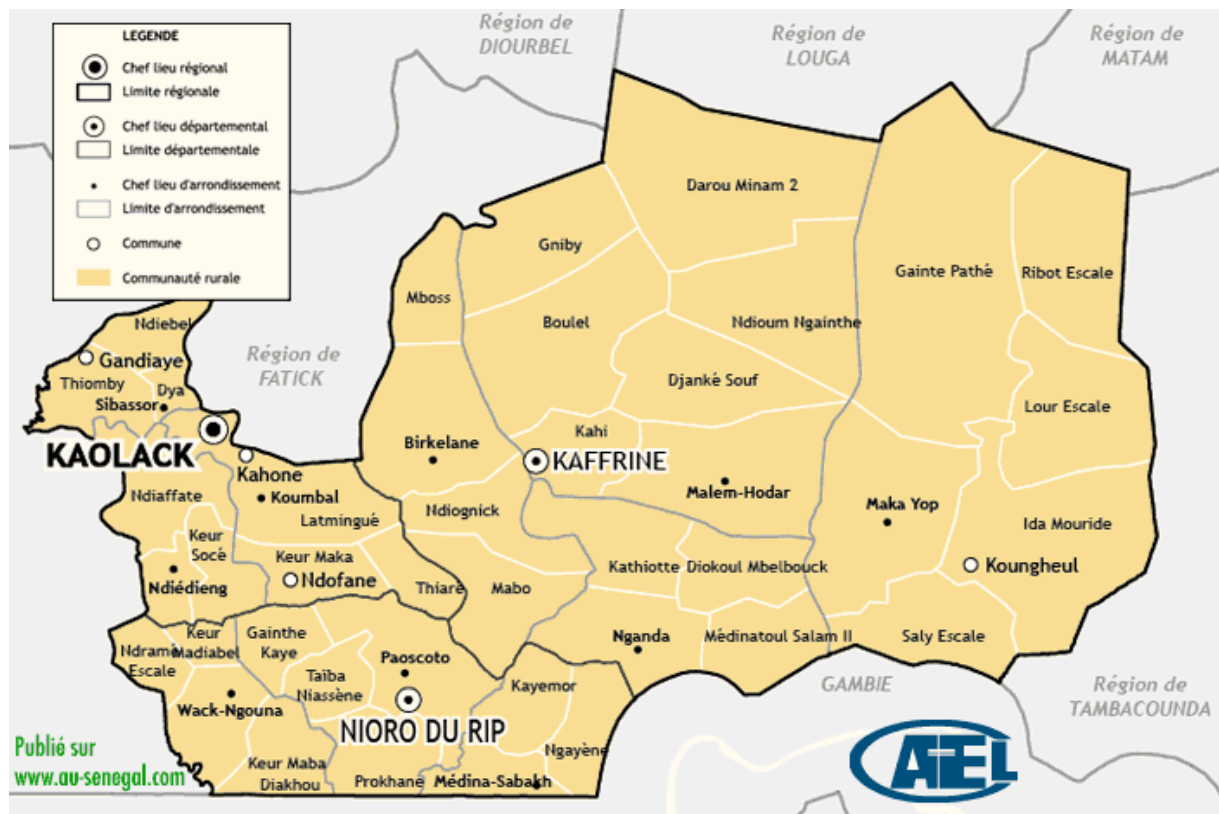 LEGENDE
Chef lieu régional
Limite régionale
Chef lieu départemental
Limite départementale
Chef lieu d'arrondissement
Limite d'arrondissement
Commune
Communauté rurale
Région de
DIOURBEL
Région de
LOUGA
Région de
MATAM
Darou Minam 2
Gniby
Gainte Pathé
Ribot Escale
Mboss
Boulel
Ndioum Ngainthe
Ndiebel
Région de
FATICK
Gandiaye
Thiomby
Dya
Sibassor
Djanké Souf
Lour Escale
KAOLACK
Kahone
Birkelane
Kahi
KAFFRINE
Malem-Hodar
Maka Yop
Ndiaffate
Koumbal
Latmingué
Ndiognick
Ida Mouride
Keur
Socé
Keur Maka
Ndofane
Ndiédieng
Thiaré
Mabo
Kathiotte
Diokoul Mbelbouck
Koungheul
Keur
Madiabel
Ndramé
Escale
Gainthe
Kaye
Paoscoto
Nganda
Médinatoul Salam II
Saly Escale
Taïba
Niassène
Kayemor
GAMBIE
Région de
TAMBACOUNDA
Wack-Ngouna
NIORO DU RIP
Ngayène
Keur Maba
Diakhou
Prokhane
Médina-Sabakh
Publié sur
www.au-senegal.com
AEL